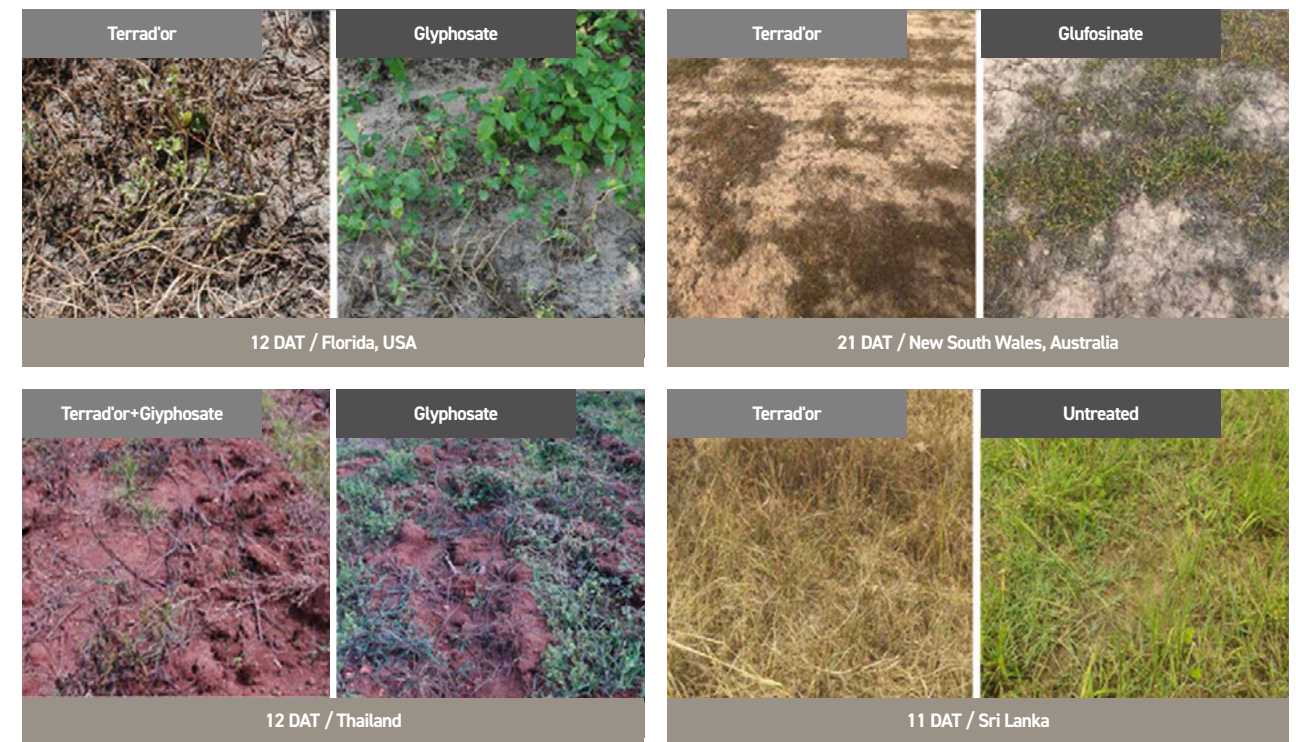 Terrad'or
Glyphosate
12 DAT / Florida, USA
Terrad'or
Glufosinate
21 DAT / New South Wales, Australia
Terrad'or+Giyphosate
Glyphosate
12 DAT / Thailand
Terrad'or
Untreated
11 DAT / Sri Lanka